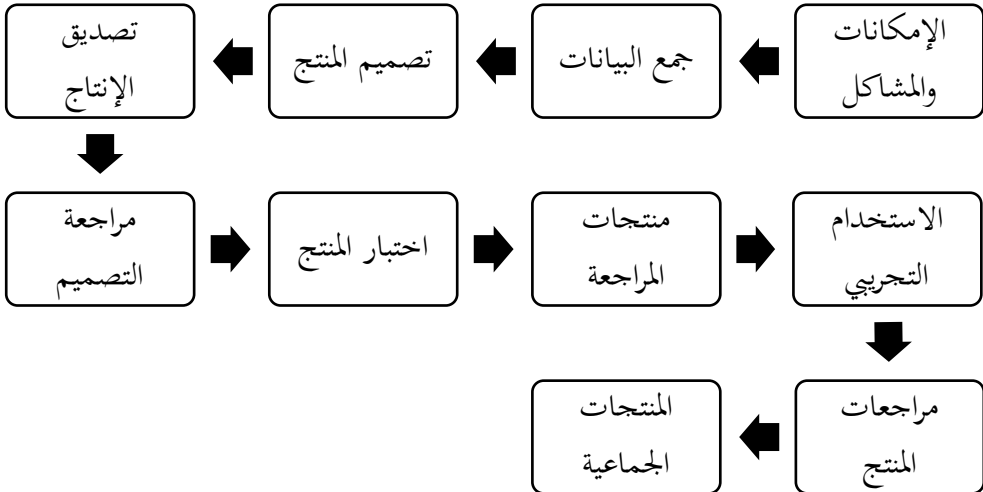 الإمكانات
والمشاكل
جمع البيانات
تصميم المنتج
تصديق
الإنتاج
مراجعة
التصميم
اختبار المنتج
منتجات
المراجعة
الاستخدام
التجريبي
مراجعات
المنتج
المنتجات
الجماعية